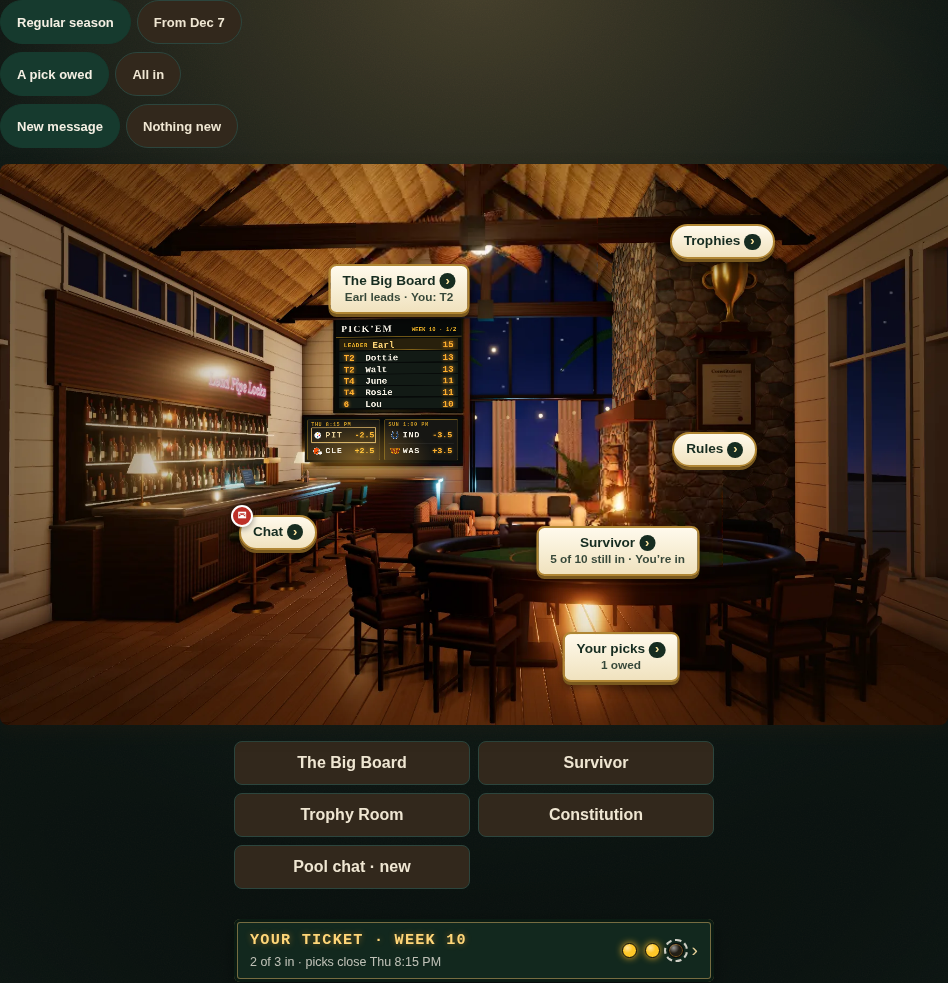 Regular season
From Dec 7
A pick owed
All in
New message
Nothing new
Trophies ›
The Big Board ›
Earl leads · You: T2
PICK'EM WEEK 10 · 1/2
LEADER Earl 15
T2 Dottie 13
T2 Walt 13
T4 June 11
T4 Rosie 11
6 Lou 10
THU 8:15 PM
PIT -2.5
CLE +2.5
SUN 1:00 PM
IND -3.5
WAS +3.5
Constitution
Rules ›
Chat ›
Survivor ›
5 of 10 still in · You're in
Your picks ›
1 owed
The Big Board
Survivor
Trophy Room
Constitution
Pool chat · new
YOUR TICKET · WEEK 10
2 of 3 in · picks close Thu 8:15 PM ›